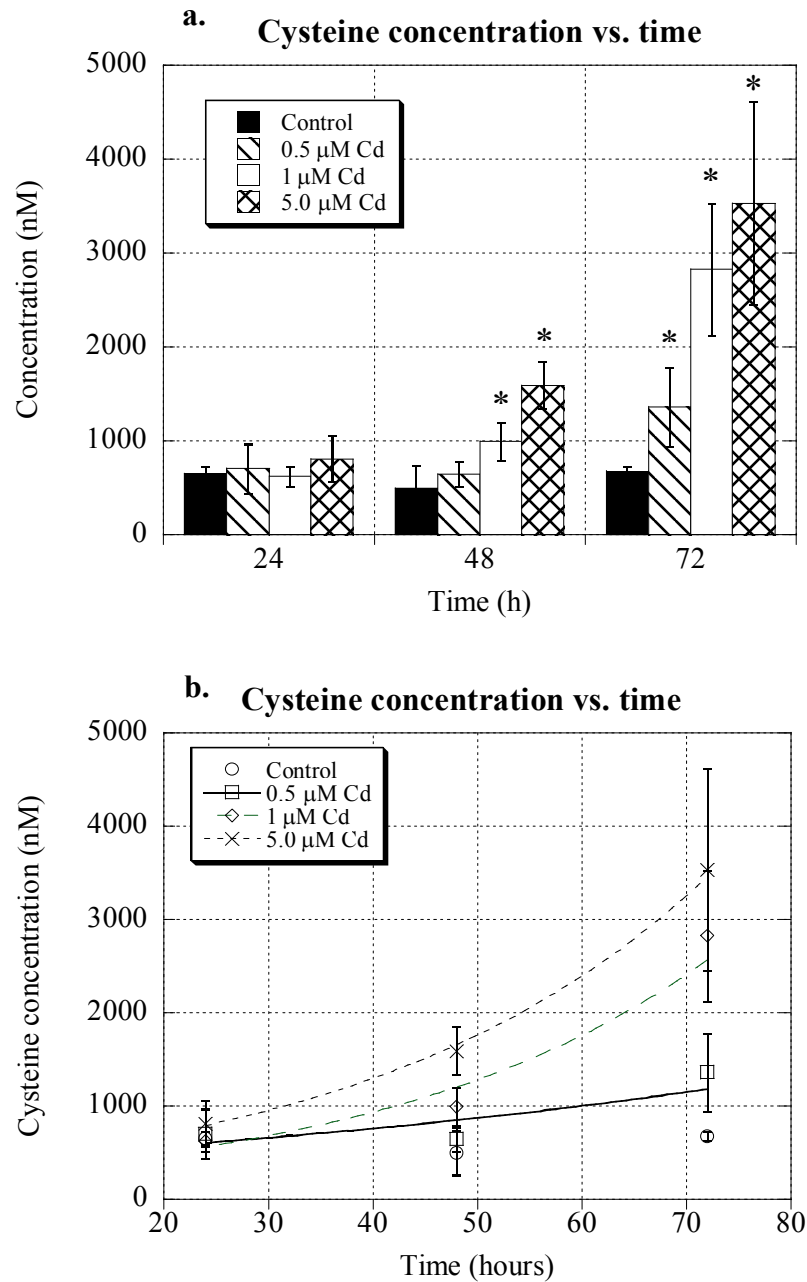 a.
Cysteine concentration vs. time
5000
4000
3000
2000
1000
0
Concentration (nM)
Control
0.5 μM Cd
1 μM Cd
5.0 μM Cd
*
*
*
*
*
24 48 72
Time (h)
b.
Cysteine concentration vs. time
5000
4000
3000
2000
1000
0
Cysteine concentration (nM)
Control
0.5 μM Cd
1 μM Cd
5.0 μM Cd
20 30 40 50 60 70 80
Time (hours)